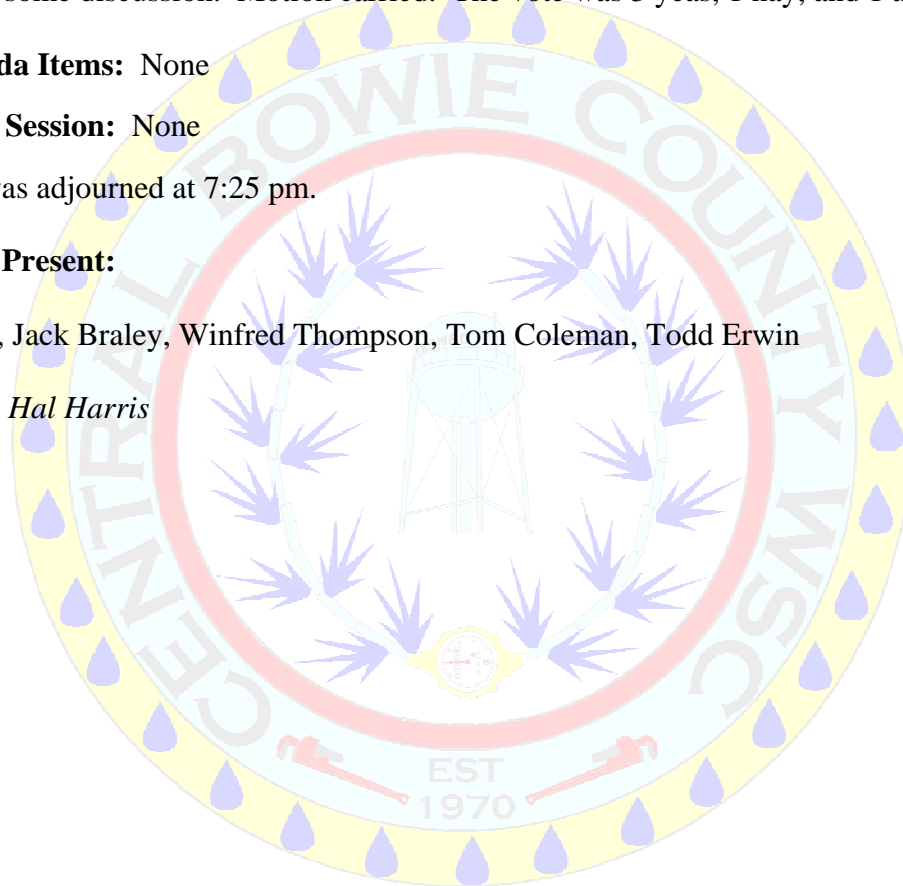 some discussion. Motion carried. The vote was 3 yeas, 1 nay, and 1
da Items: None
Session: None
was adjourned at 7:25 pm.
Present:
, Jack Braley, Winfred Thompson, Tom Coleman, Todd Erwin
Hal Harris
CENTRAL BOWIE COUNTY WSC
EST
1970